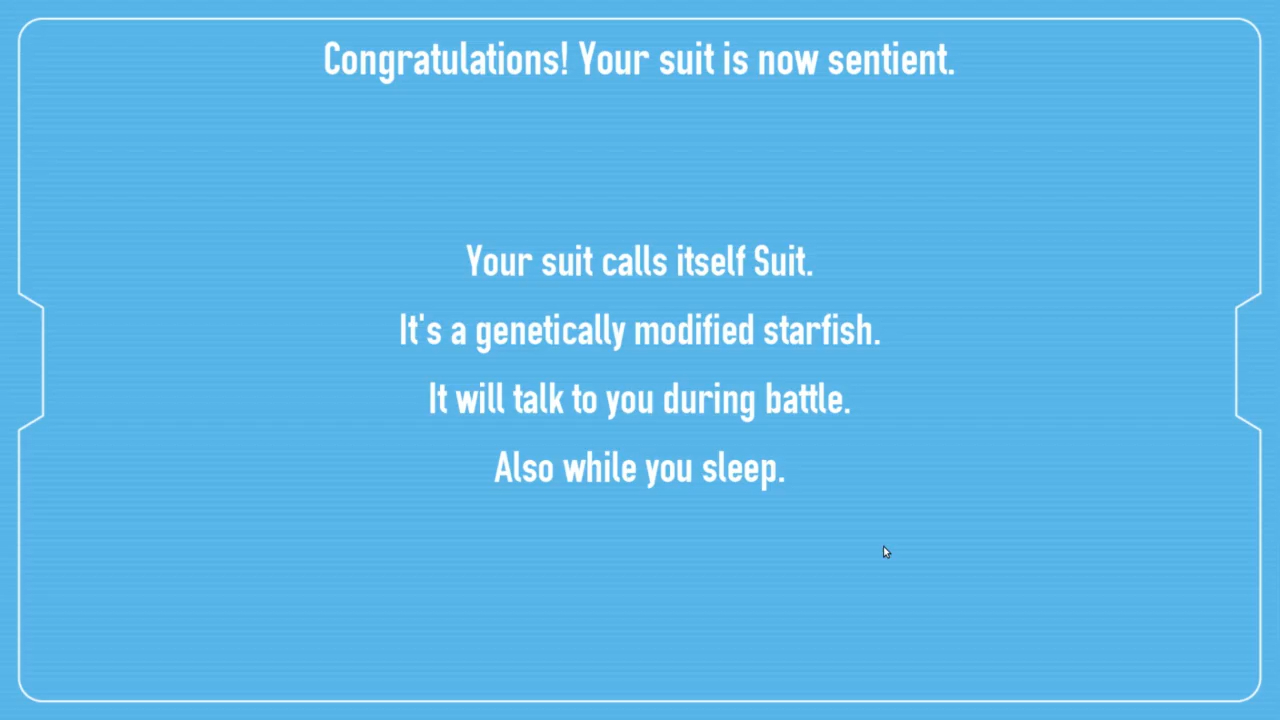 Congratulations! Your suit is now sentient.
Your suit calls itself Suit.
It's a genetically modified starfish.
It will talk to you during battle.
Also while you sleep.